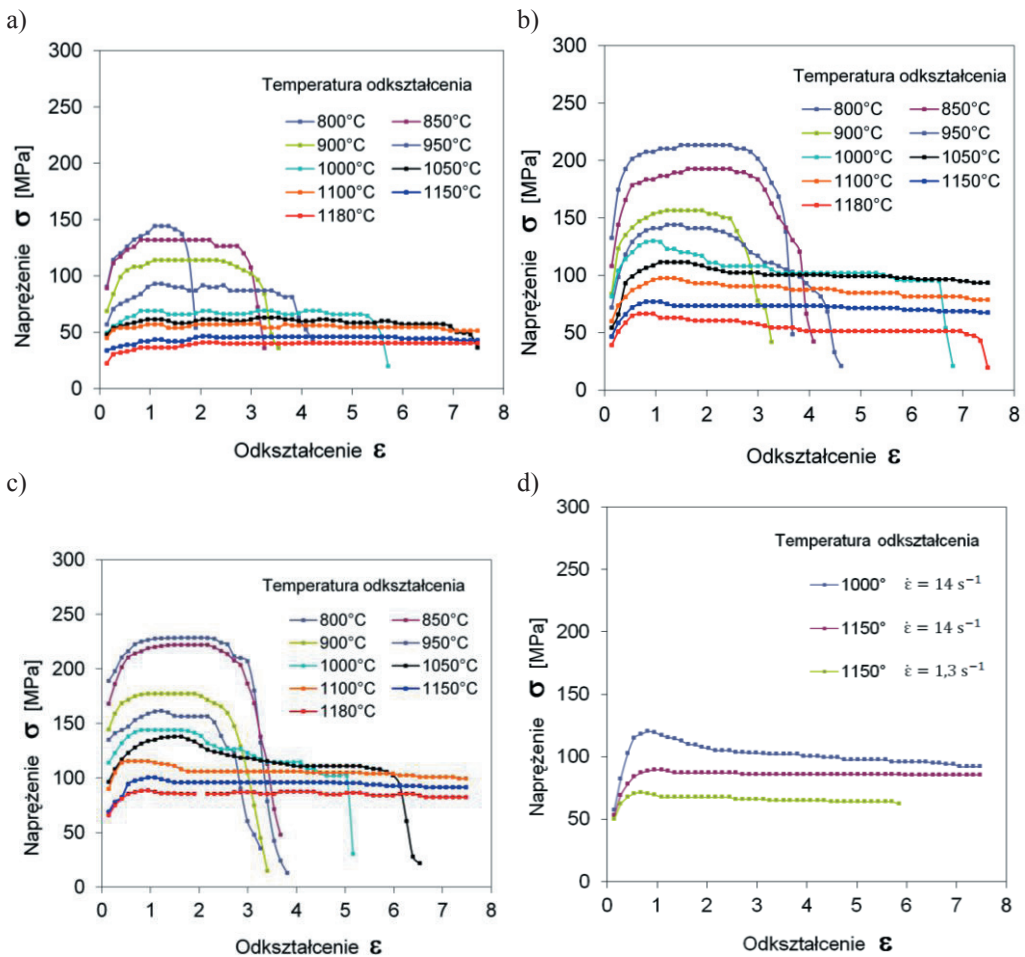 a)
300
250
200
150
100
50
0
Naprężenie σ [MPa]
Temperatura odkształcenia
800°C 850°C
900°C 950°C
1000°C 1050°C
1100°C 1150°C
1180°C
0 1 2 3 4 5 6 7 8
Odkształcenie ε
b)
300
250
200
150
100
50
0
Naprężenie σ [MPa]
Temperatura odkształcenia
800°C 850°C
900°C 950°C
1000°C 1050°C
1100°C 1150°C
1180°C
0 1 2 3 4 5 6 7 8
Odkształcenie ε
c)
300
250
200
150
100
50
0
Naprężenie σ [MPa]
Temperatura odkształcenia
800°C 850°C
900°C 950°C
1000°C 1050°C
1100°C 1150°C
1180°C
0 1 2 3 4 5 6 7 8
Odkształcenie ε
d)
300
250
200
150
100
50
0
Naprężenie σ [MPa]
Temperatura odkształcenia
1000° ε̇ = 14 s⁻¹
1150° ε̇ = 14 s⁻¹
1150° ε̇ = 1,3 s⁻¹
0 1 2 3 4 5 6 7 8
Odkształcenie ε